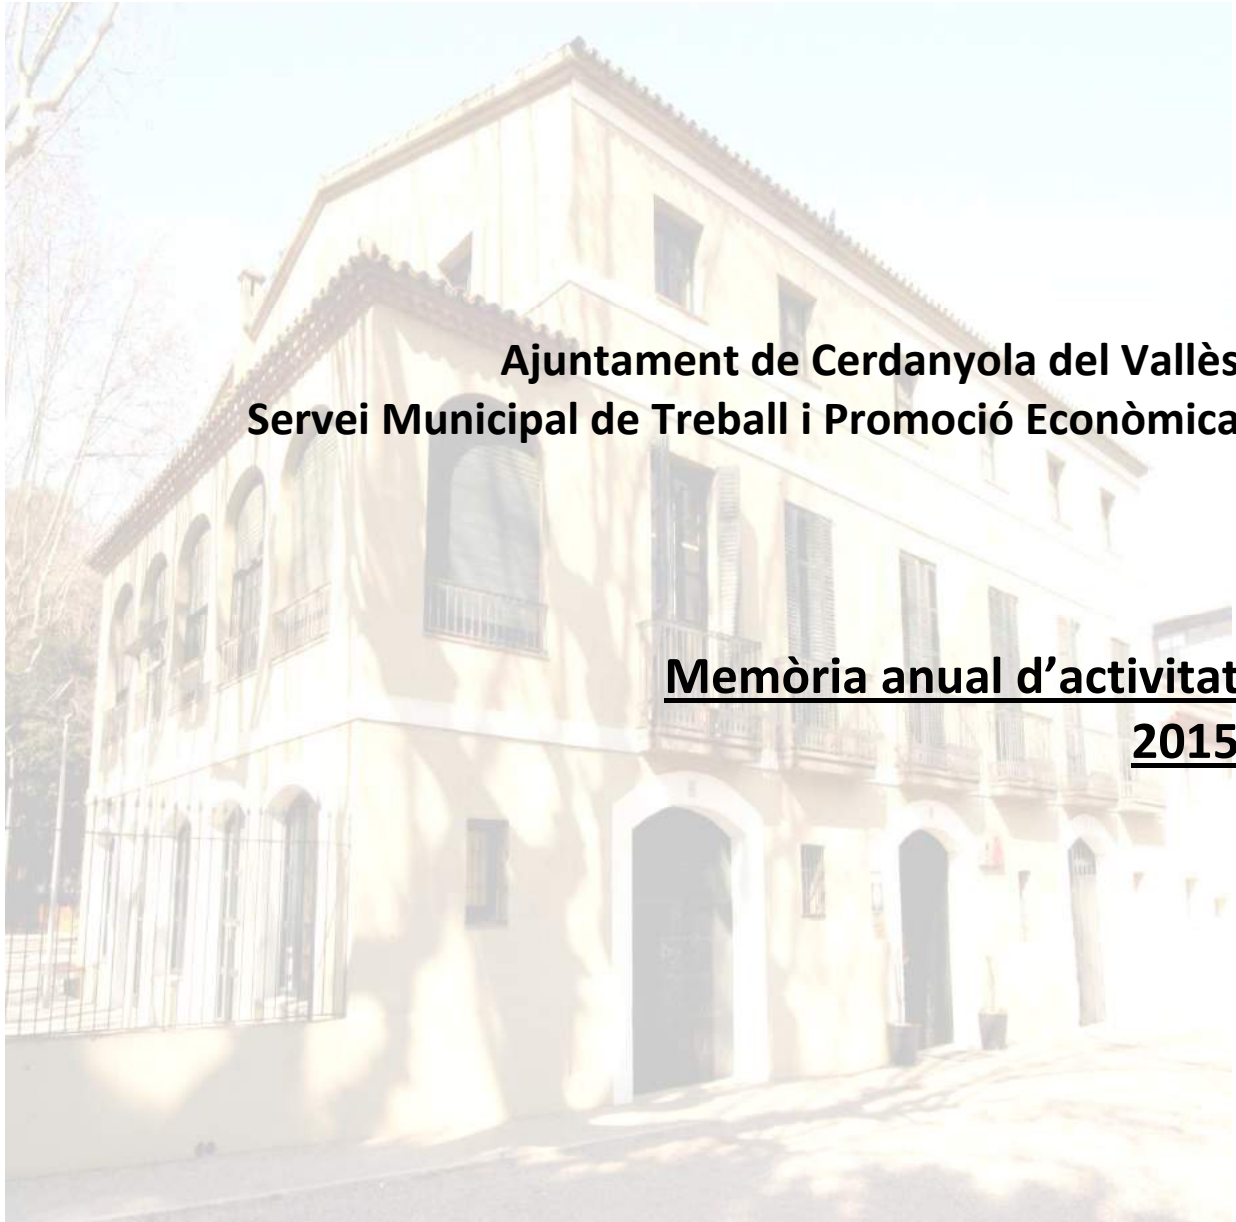 Ajuntament de Cerdanyola del Vallès
Servei Municipal de Treball i Promoció Econòmica
Memòria anual d’activitat
2015